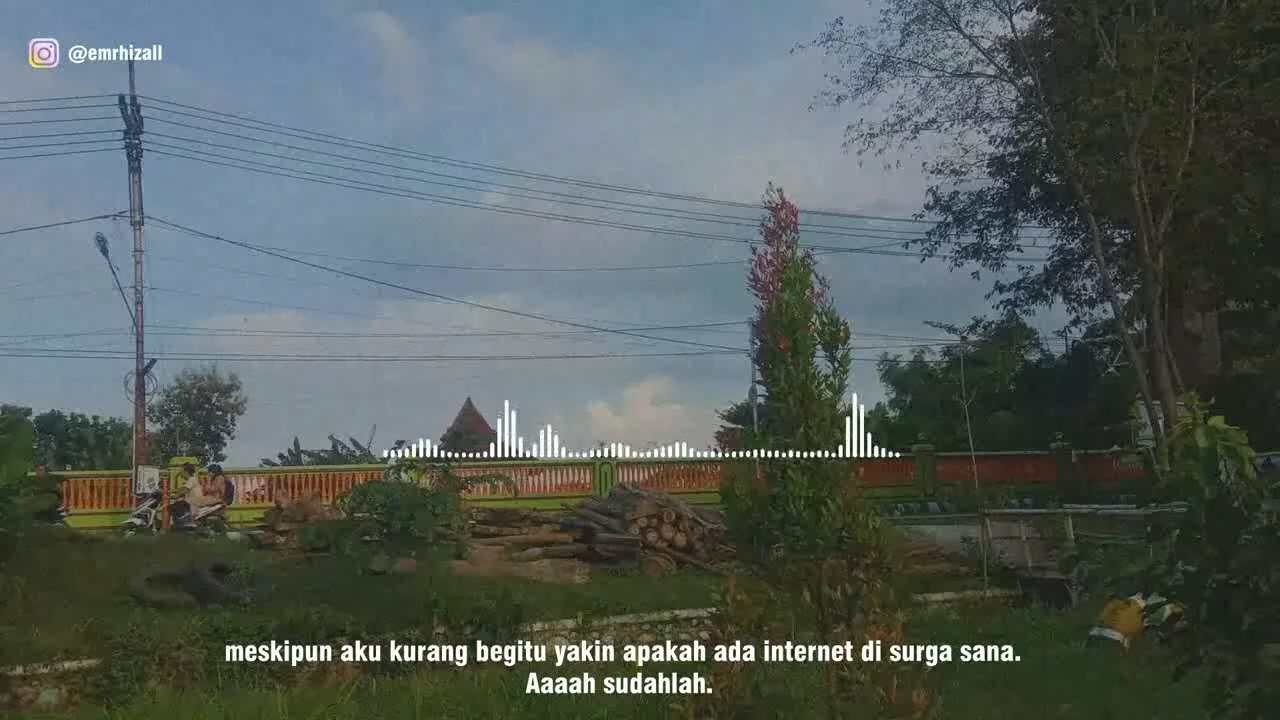 @emrhizall
meskipun aku kurang begitu yakin apakah ada internet di surga sana.
Aaaah sudahlah.